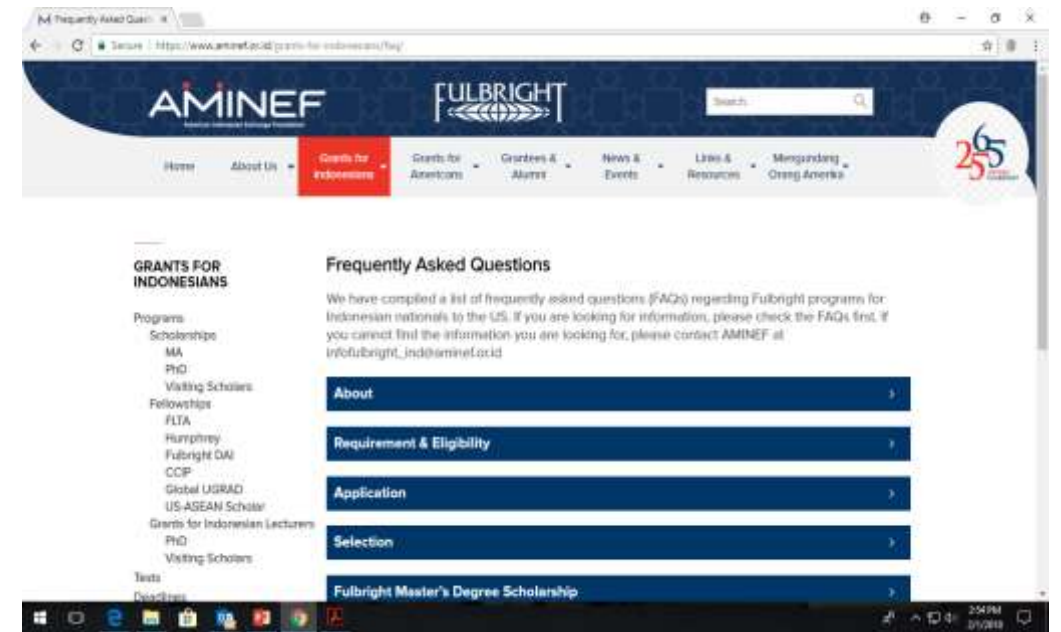 Frequently Asked Questi
Secure | https://www.aminef.or.id/grants-for-indonesians/faq/
AMINEF
American Indonesian Exchange Foundation
FULBRIGHT
Search
65
25
Home
About Us
Grants for Indonesians
Grants for Americans
Grantees & Alumni
News & Events
Links & Resources
Mengundang Orang Amerika
GRANTS FOR
INDONESIANS
Programs
Scholarships
MA
PhD
Visiting Scholars
Fellowships
FLTA
Humphrey
Fulbright DAI
CCIP
Global UGRAD
US-ASEAN Scholar
Grants for Indonesian Lecturers
PhD
Visiting Scholars
Tests
Deadlines
Frequently Asked Questions
We have compiled a list of frequently asked questions (FAQs) regarding Fulbright programs for
Indonesian nationals to the US. If you are looking for information, please check the FAQs first. If
you cannot find the information you are looking for, please contact AMINEF at
infofulbright_ind@aminef.or.id
About
Requirement & Eligibility
Application
Selection
Fulbright Master's Degree Scholarship
2:54 PM